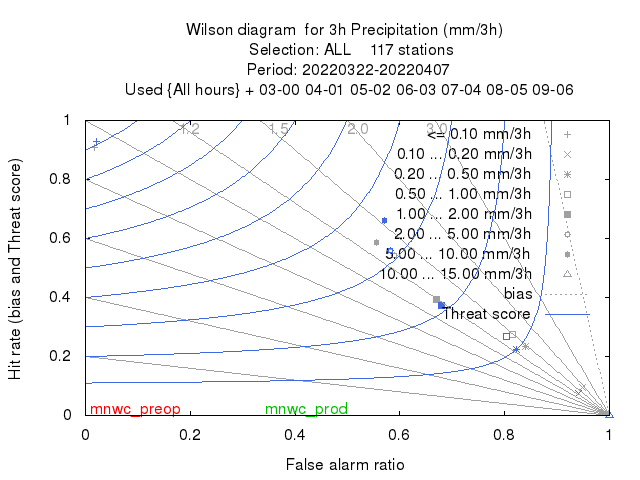 Wilson diagram  for 3h Precipitation (mm/3h)
Selection: ALL    117 stations
Period: 20220322-20220407
Used {All hours} + 03-00 04-01 05-02 06-03 07-04 08-05 09-06
Hit rate (bias and Threat score)
1
0.8
0.6
0.4
0.2
0
1.2
1.5
2.0
3.0
<= 0.10 mm/3h
0.10 ... 0.20 mm/3h
0.20 ... 0.50 mm/3h
0.50 ... 1.00 mm/3h
1.00 ... 2.00 mm/3h
2.00 ... 5.00 mm/3h
5.00 ... 10.00 mm/3h
10.00 ... 15.00 mm/3h
bias
Threat score
mnwc_preop
mnwc_prod
0
0.2
0.4
0.6
0.8
1
False alarm ratio